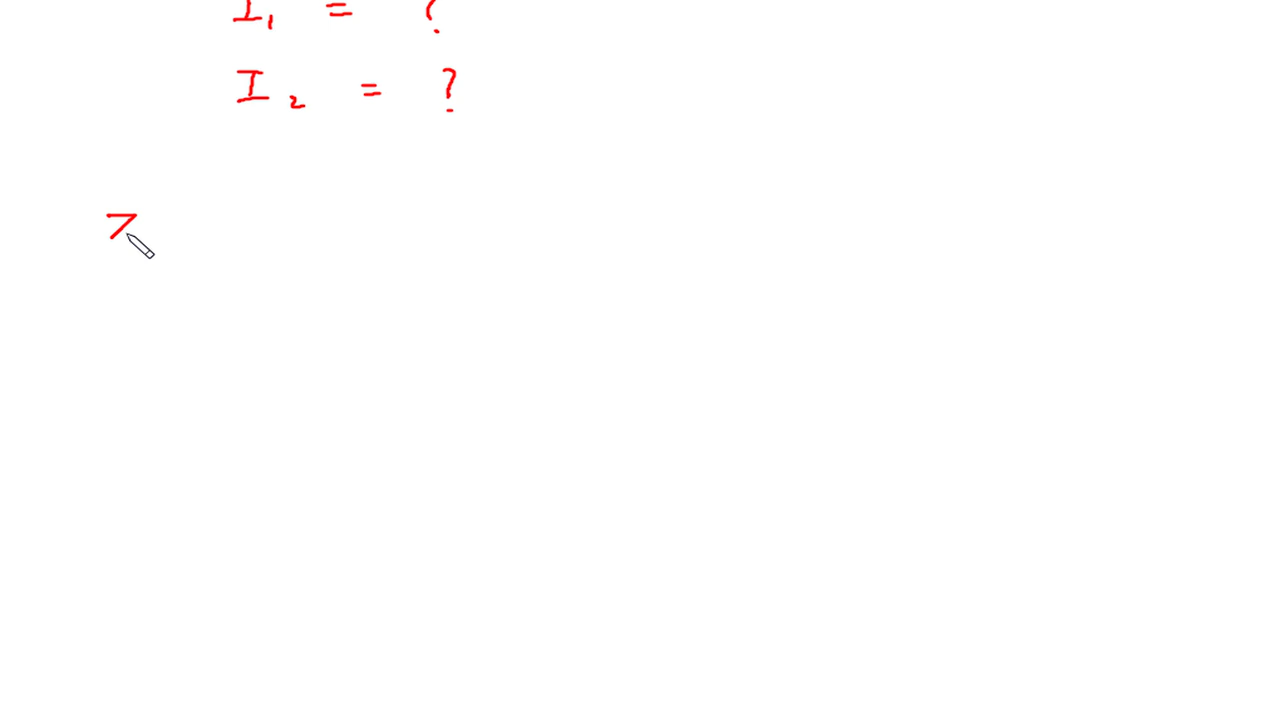 I₁ = ?
I₂ = ?